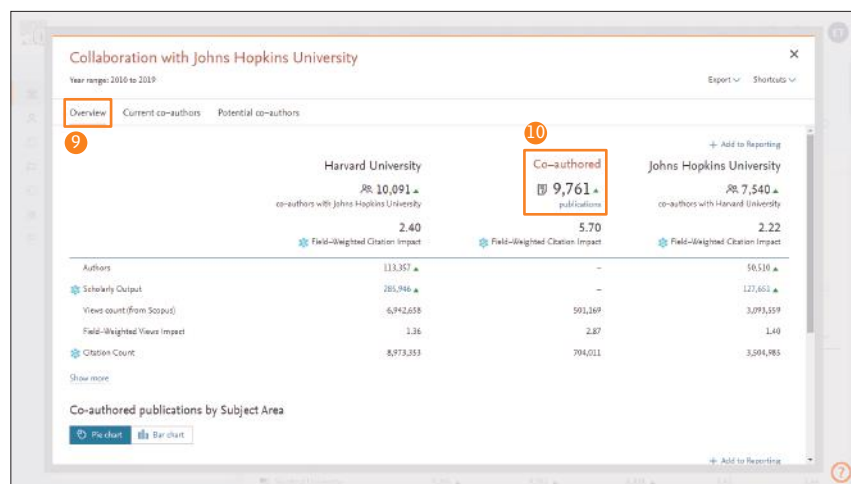 Collaboration with Johns Hopkins University
Year range: 2010 to 2019
Export Shortcuts
Overview Current co-authors Potential co-authors
9
10
+ Add to Reporting
Harvard University Co-authored Johns Hopkins University
10,091 9,761 7,540
co-authors with Johns Hopkins University publications co-authors with Harvard University
2.40 5.70 2.22
Field-Weighted Citation Impact Field-Weighted Citation Impact Field-Weighted Citation Impact
Authors 113,357 – 50,510
Scholarly Output 285,946 – 127,651
Views count (from Scopus) 6,942,658 501,169 3,093,559
Field-Weighted Views Impact 1.36 2.87 1.40
Citation Count 8,973,353 704,011 3,504,985
Show more
Co-authored publications by Subject Area
Pie chart Bar chart
+ Add to Reporting